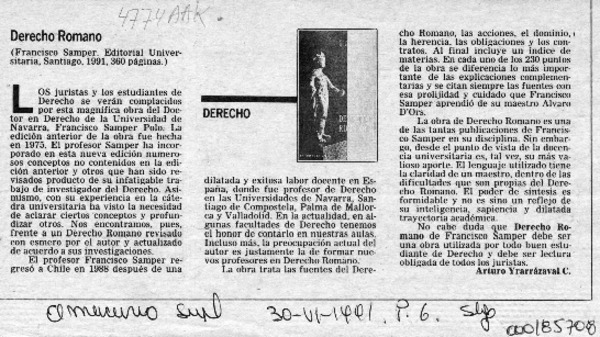 4774AAK.
Derecho Romano
(Francisco Samper. Editorial Univer-
sitaria, Santiago, 1991, 360 páginas.)
LOS juristas y los estudiantes de
Derecho se verán complacidos
por esta magnífica obra del Doc-
tor en Derecho de la Universidad de
Navarra, Francisco Samper Polo. La
edición anterior de la obra fue hecha
en 1975. El profesor Samper ha incor-
porado en esta nueva edición numero-
sos conceptos no contenidos en la edi-
ción anterior y otros que han sido re-
visados producto de su infatigable tra-
bajo de investigador del Derecho. Asi-
mismo, con su experiencia en la cáte-
dra universitaria ha visto la necesidad
de aclarar ciertos conceptos y profun-
dizar otros. Nos encontramos, pues,
frente a un Derecho Romano revisado
con esmero por el autor y actualizado
de acuerdo a sus investigaciones.
El profesor Francisco Samper re-
gresó a Chile en 1988 después de una
DERECHO
dilatada y exitosa labor docente en Es-
paña, donde fue profesor de Derecho
en las Universidades de Navarra, San-
tiago de Compostela, Palma de Mallor-
ca y Valladolid. En la actualidad, en al-
gunas facultades de Derecho tenemos
el honor de contarlo en nuestras aulas.
Incluso más, la preocupación actual del
autor es justamente la de formar nue-
vos profesores en Derecho Romano.
La obra trata las fuentes del Dere-
cho Romano, las acciones, el dominio,
la herencia, las obligaciones y los con-
tratos. Al final incluye un índice de
materias. En cada uno de los 230 puntos
de la obra se diferencia lo más impor-
tante de las explicaciones complemen-
tarias y se citan siempre las fuentes con
esa prolijidad y cuidado que Francisco
Samper aprendió de su maestro Alvaro
D'Ors.
La obra de Derecho Romano es una
de las tantas publicaciones de Francis-
co Samper en su disciplina. Sin embar-
go, desde el punto de vista de la docen-
cia universitaria es, tal vez, su más va-
lioso aporte. El lenguaje utilizado tiene
la claridad de un maestro, dentro de las
dificultades que son propias del Dere-
cho Romano. El poder de síntesis es
formidable y no es sino un reflejo de
su inteligencia, sapiencia y dilatada
trayectoria académica.
No cabe duda que Derecho Ro-
mano de Francisco Samper debe ser
una obra utilizada por todo buen estu-
diante de Derecho y debe ser lectura
obligada de todos los juristas.
Arturo Yrarrázaval C.
El mercurio Supl 30-VI-1991. P. 6. Stgo
000185708